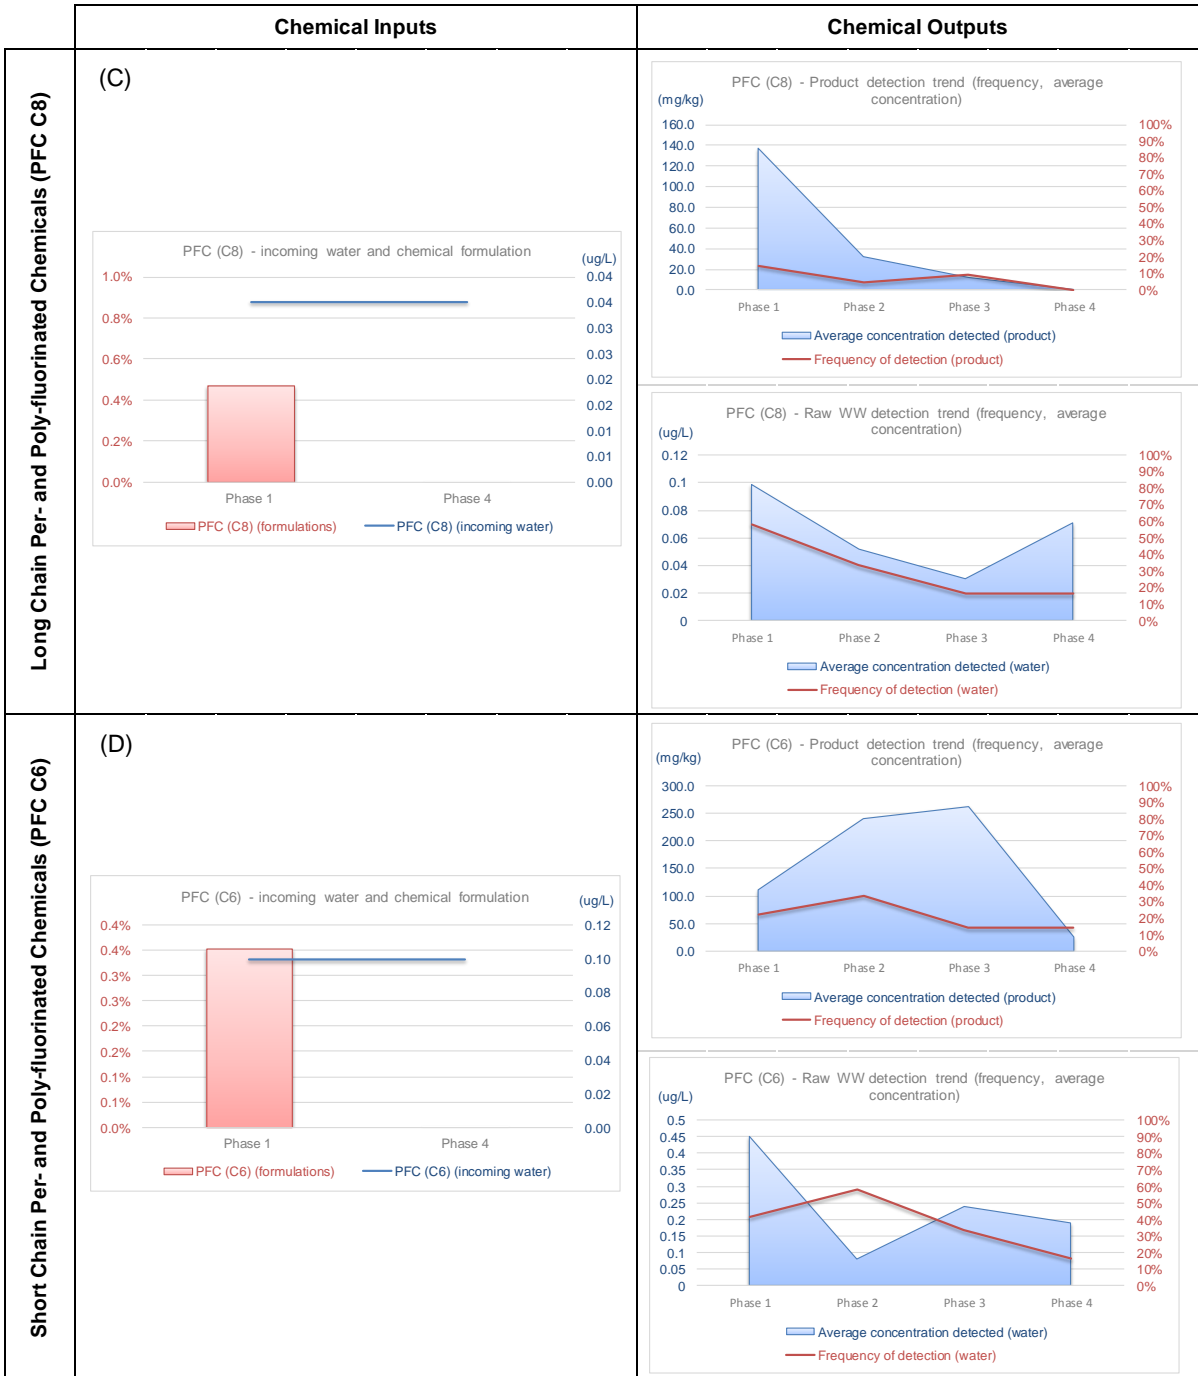 Chemical Inputs
Chemical Outputs
Long Chain Per- and Poly-fluorinated Chemicals (PFC C8)
(C)
PFC (C8) - incoming water and chemical formulation
(ug/L)
1.0%
0.8%
0.6%
0.4%
0.2%
0.0%
0.04
0.04
0.03
0.03
0.02
0.02
0.01
0.01
0.00
Phase 1
Phase 4
PFC (C8) (formulations)
PFC (C8) (incoming water)
PFC (C8) - Product detection trend (frequency, average
concentration)
(mg/kg)
160.0
140.0
120.0
100.0
80.0
60.0
40.0
20.0
0.0
100%
90%
80%
70%
60%
50%
40%
30%
20%
10%
0%
Phase 1
Phase 2
Phase 3
Phase 4
Average concentration detected (product)
Frequency of detection (product)
PFC (C8) - Raw WW detection trend (frequency, average
concentration)
(ug/L)
0.12
0.1
0.08
0.06
0.04
0.02
0
100%
90%
80%
70%
60%
50%
40%
30%
20%
10%
0%
Phase 1
Phase 2
Phase 3
Phase 4
Average concentration detected (water)
Frequency of detection (water)
Short Chain Per- and Poly-fluorinated Chemicals (PFC C6)
(D)
PFC (C6) - incoming water and chemical formulation
(ug/L)
0.4%
0.4%
0.3%
0.3%
0.2%
0.2%
0.1%
0.1%
0.0%
0.12
0.10
0.08
0.06
0.04
0.02
0.00
Phase 1
Phase 4
PFC (C6) (formulations)
PFC (C6) (incoming water)
PFC (C6) - Product detection trend (frequency, average
concentration)
(mg/kg)
300.0
250.0
200.0
150.0
100.0
50.0
0.0
100%
90%
80%
70%
60%
50%
40%
30%
20%
10%
0%
Phase 1
Phase 2
Phase 3
Phase 4
Average concentration detected (product)
Frequency of detection (product)
PFC (C6) - Raw WW detection trend (frequency, average
concentration)
(ug/L)
0.5
0.45
0.4
0.35
0.3
0.25
0.2
0.15
0.1
0.05
0
100%
90%
80%
70%
60%
50%
40%
30%
20%
10%
0%
Phase 1
Phase 2
Phase 3
Phase 4
Average concentration detected (water)
Frequency of detection (water)